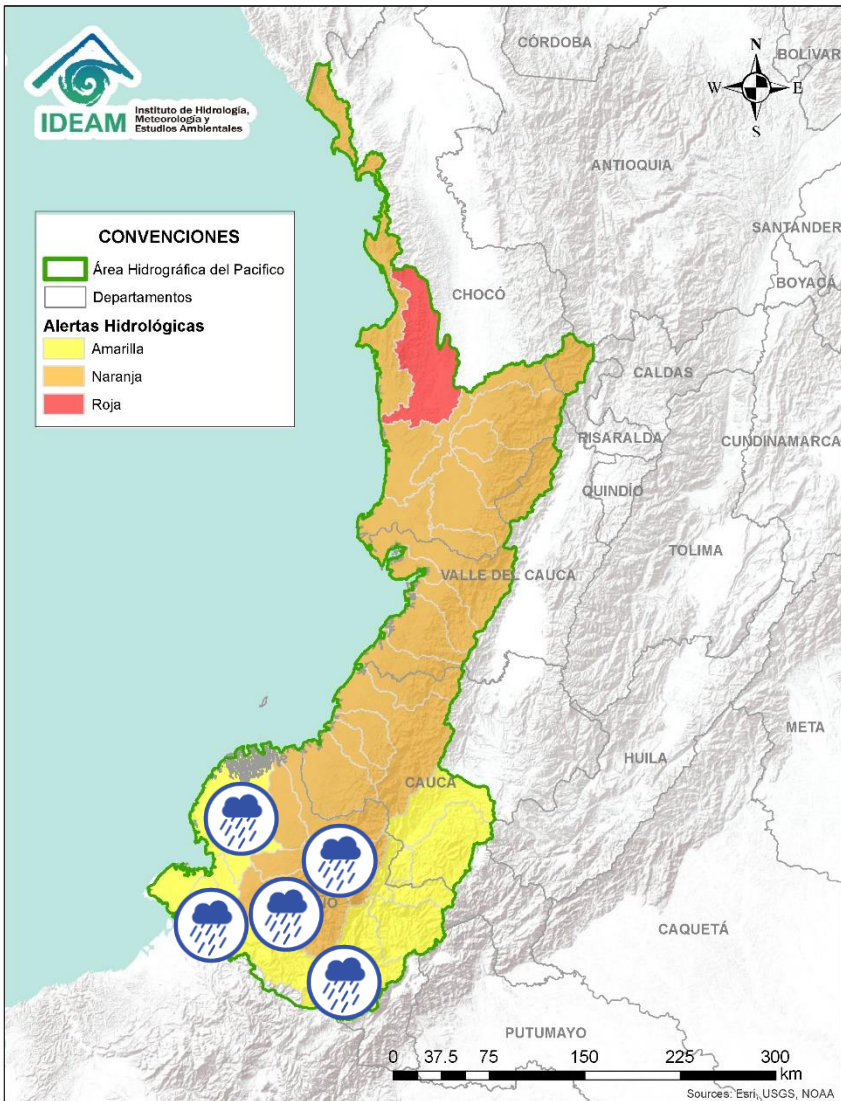 IDEAM
Instituto de Hidrología,
Meteorología y
Estudios Ambientales
CÓRDOBA
BOLÍVAR
N
W
E
S
ANTIOQUIA
SANTANDER
BOYACÁ
CONVENCIONES
Área Hidrográfica del Pacifico
Departamentos
Alertas Hidrológicas
Amarilla
Naranja
Roja
CHOCÓ
CALDAS
RISARALDA
CUNDINAMARCA
QUINDÍO
TOLIMA
VALLE DEL CAUCA
META
HUILA
CAUCA
NO
CAQUETÁ
PUTUMAYO
0 37.5 75 150 225 300
km
Sources: Esri, USGS, NOAA